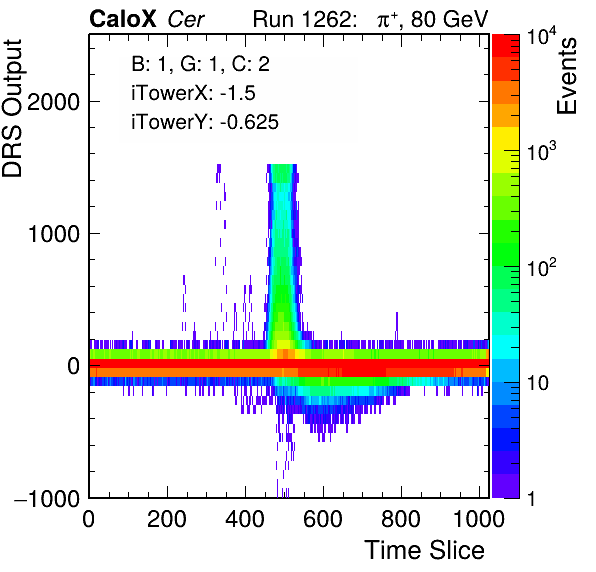 CaloX Cer Run 1262: π⁺, 80 GeV
B: 1, G: 1, C: 2
iTowerX: -1.5
iTowerY: -0.625
DRS Output
2000
1000
0
−1000
0 200 400 600 800 1000
Time Slice
Events
10⁴
10³
10²
10
1